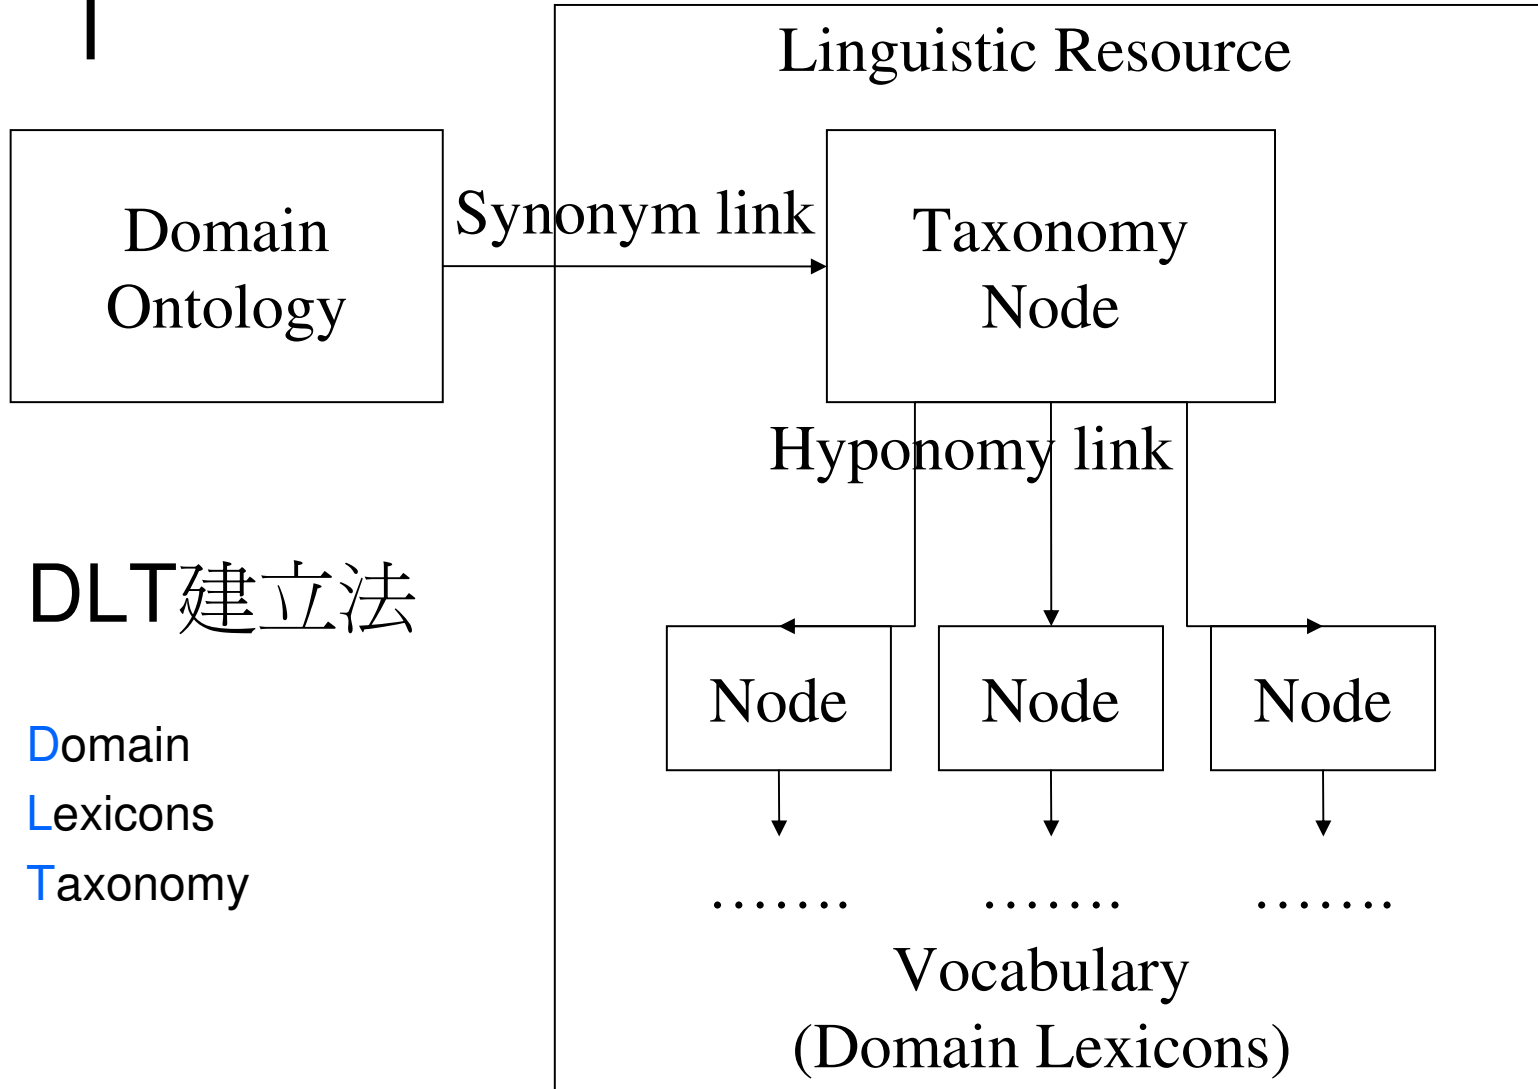 Linguistic Resource
Domain
Ontology
Synonym link
Taxonomy
Node
Hyponomy link
DLT建立法
Domain
Lexicons
Taxonomy
Node
Node
Node
.......
.......
.......
Vocabulary
(Domain Lexicons)